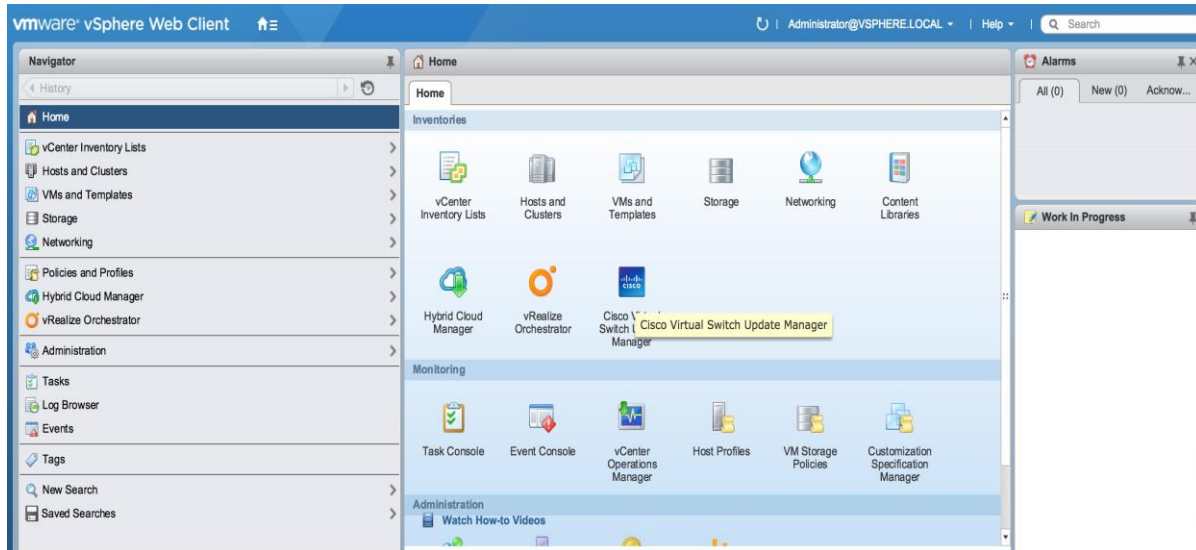 vmware® vSphere Web Client
Administrator@VSPHERE.LOCAL | Help | Search
Navigator
History
Home
vCenter Inventory Lists
Hosts and Clusters
VMs and Templates
Storage
Networking
Policies and Profiles
Hybrid Cloud Manager
vRealize Orchestrator
Administration
Tasks
Log Browser
Events
Tags
New Search
Saved Searches
Home
Home
Inventories
vCenter Inventory Lists
Hosts and Clusters
VMs and Templates
Storage
Networking
Content Libraries
Hybrid Cloud Manager
vRealize Orchestrator
CISCO
Cisco
Switch
Manager
Cisco Virtual Switch Update Manager
Monitoring
Task Console
Event Console
vCenter Operations Manager
Host Profiles
VM Storage Policies
Customization Specification Manager
Administration
Watch How-to Videos
Alarms
All (0) New (0) Acknow...
Work In Progress